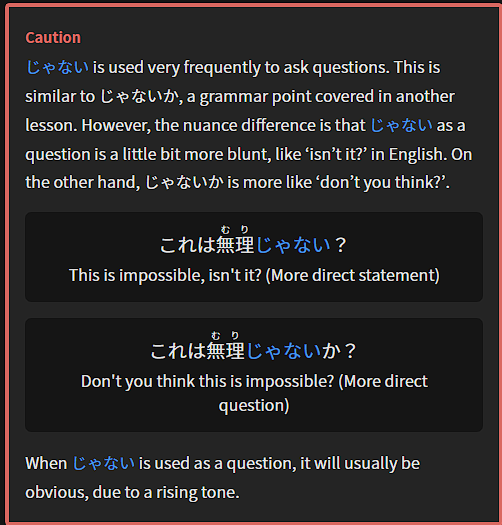 Caution
じゃない is used very frequently to ask questions. This is
similar to じゃないか, a grammar point covered in another
lesson. However, the nuance difference is that じゃない as a
question is a little bit more blunt, like ‘isn’t it?’ in English. On
the other hand, じゃないか is more like ‘don’t you think?’.
むり
これは無理じゃない？
This is impossible, isn't it? (More direct statement)
むり
これは無理じゃないか？
Don't you think this is impossible? (More direct
question)
When じゃない is used as a question, it will usually be
obvious, due to a rising tone.